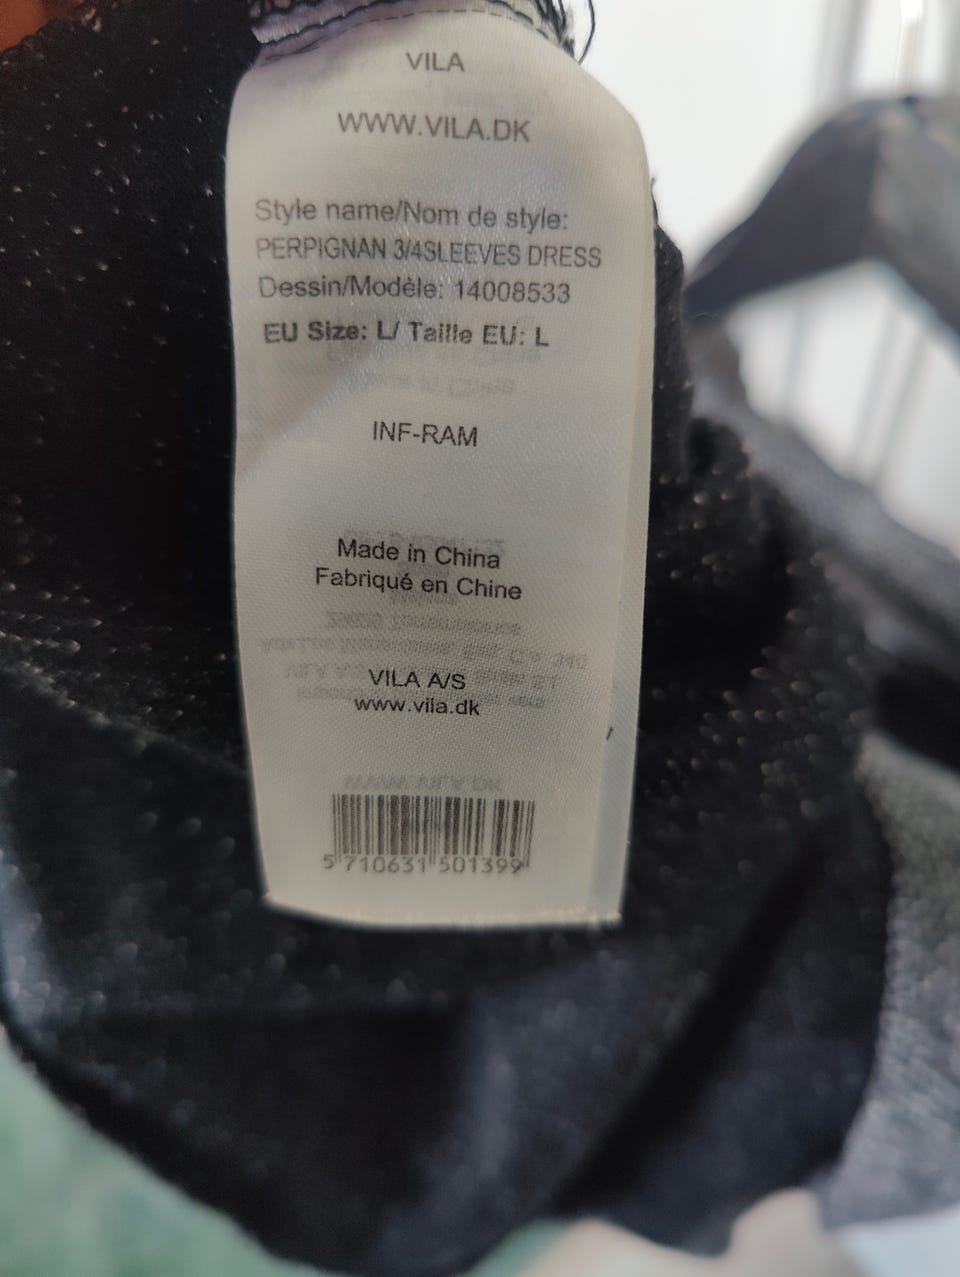 VILA
WWW.VILA.DK
Style name/Nom de style:
PERPIGNAN 3/4SLEEVES DRESS
Dessin/Modèle: 14008533
EU Size: L/ Taille EU: L
INF-RAM
Made in China
Fabriqué en Chine
VILA A/S
www.vila.dk
5 710631 501399